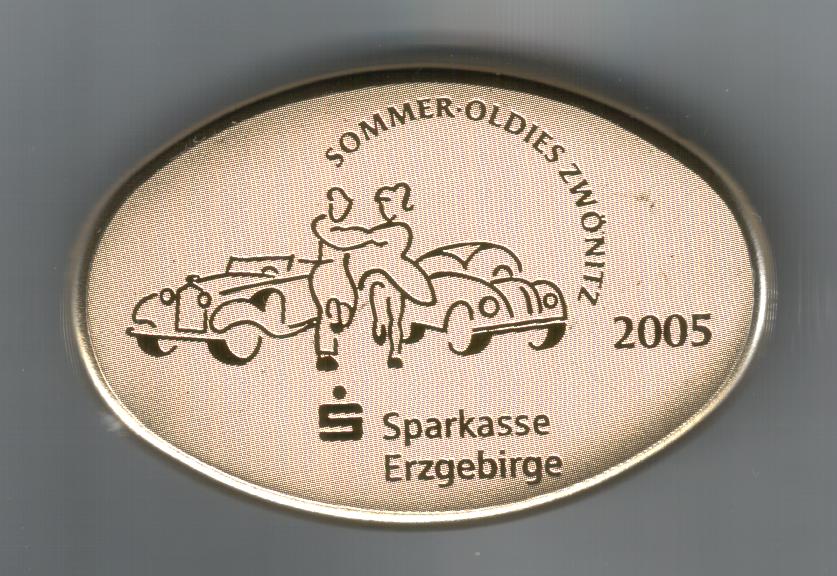 SOMMER·OLDIES ZWÖNITZ
2005
Sparkasse
Erzgebirge